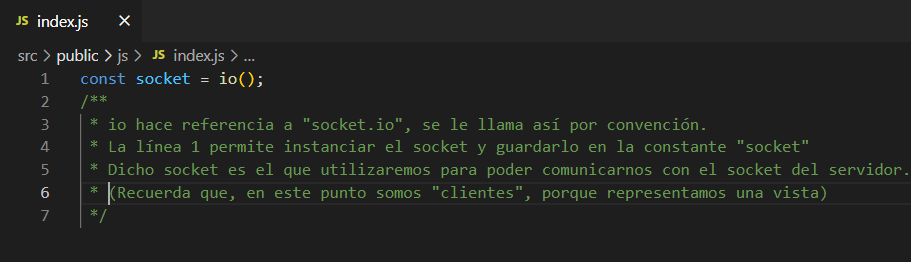 JS index.js ×
src > public > js > JS index.js > ...
1 const socket = io();
2 /**
3 * io hace referencia a "socket.io", se le llama así por convención.
4 * La línea 1 permite instanciar el socket y guardarlo en la constante "socket"
5 * Dicho socket es el que utilizaremos para poder comunicarnos con el socket del servidor.
6 * (Recuerda que, en este punto somos "clientes", porque representamos una vista)
7 */